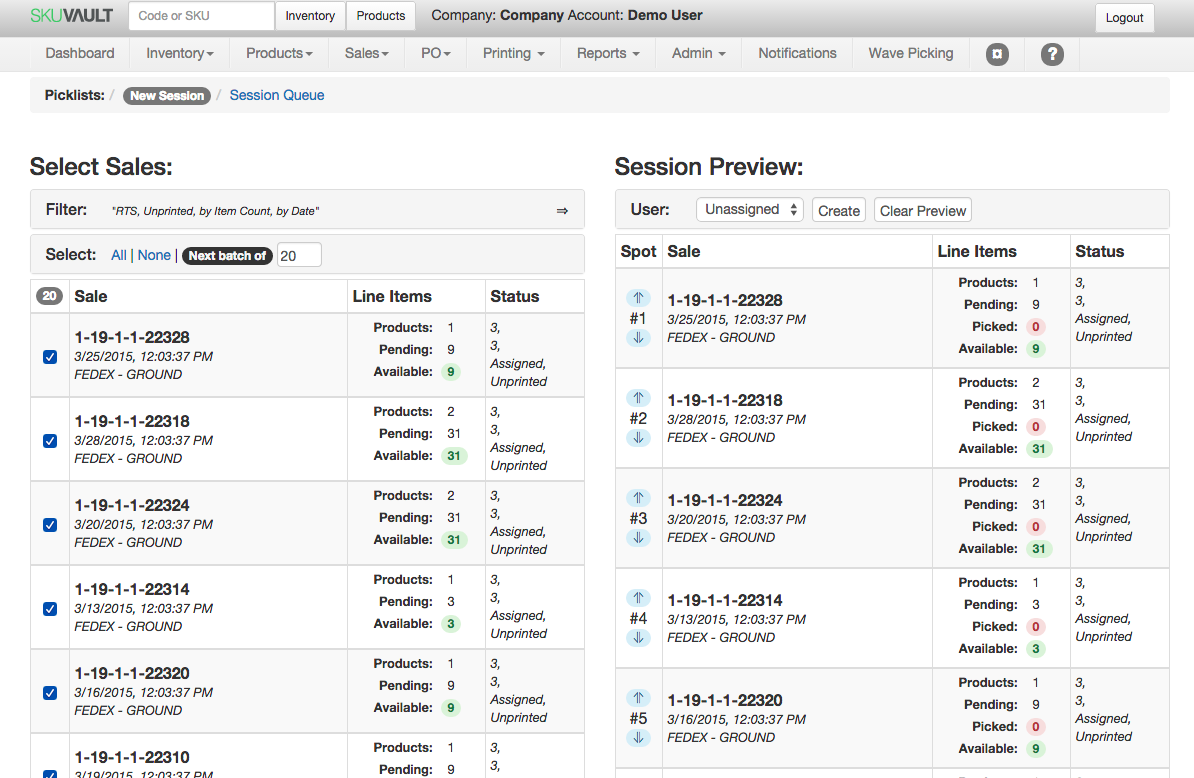 SKUVAULT Code or SKU Inventory Products Company: Company Account: Demo User Logout
Dashboard Inventory Products Sales PO Printing Reports Admin Notifications Wave Picking ?
Picklists: / New Session / Session Queue
Select Sales:
Filter: "RTS, Unprinted, by Item Count, by Date" ⇒
Select: All | None | Next batch of 20
20 Sale Line Items Status
1-19-1-1-22328
3/25/2015, 12:03:37 PM
FEDEX - GROUND
Products: 1
Pending: 9
Available: 9
3,
3,
Assigned,
Unprinted
1-19-1-1-22318
3/28/2015, 12:03:37 PM
FEDEX - GROUND
Products: 2
Pending: 31
Available: 31
3,
3,
Assigned,
Unprinted
1-19-1-1-22324
3/20/2015, 12:03:37 PM
FEDEX - GROUND
Products: 2
Pending: 31
Available: 31
3,
3,
Assigned,
Unprinted
1-19-1-1-22314
3/13/2015, 12:03:37 PM
FEDEX - GROUND
Products: 1
Pending: 3
Available: 3
3,
3,
Assigned,
Unprinted
1-19-1-1-22320
3/16/2015, 12:03:37 PM
FEDEX - GROUND
Products: 1
Pending: 9
Available: 9
3,
3,
Assigned,
Unprinted
1-19-1-1-22310
3/19/2015, 12:03:37 PM
Products: 1
Pending: 9
3,
3,
Session Preview:
User: Unassigned Create Clear Preview
Spot Sale Line Items Status
⇑
#1
⇓
1-19-1-1-22328
3/25/2015, 12:03:37 PM
FEDEX - GROUND
Products: 1
Pending: 9
Picked: 0
Available: 9
3,
3,
Assigned,
Unprinted
⇑
#2
⇓
1-19-1-1-22318
3/28/2015, 12:03:37 PM
FEDEX - GROUND
Products: 2
Pending: 31
Picked: 0
Available: 31
3,
3,
Assigned,
Unprinted
⇑
#3
⇓
1-19-1-1-22324
3/20/2015, 12:03:37 PM
FEDEX - GROUND
Products: 2
Pending: 31
Picked: 0
Available: 31
3,
3,
Assigned,
Unprinted
⇑
#4
⇓
1-19-1-1-22314
3/13/2015, 12:03:37 PM
FEDEX - GROUND
Products: 1
Pending: 3
Picked: 0
Available: 3
3,
3,
Assigned,
Unprinted
⇑
#5
⇓
1-19-1-1-22320
3/16/2015, 12:03:37 PM
FEDEX - GROUND
Products: 1
Pending: 9
Picked: 0
Available: 9
3,
3,
Assigned,
Unprinted